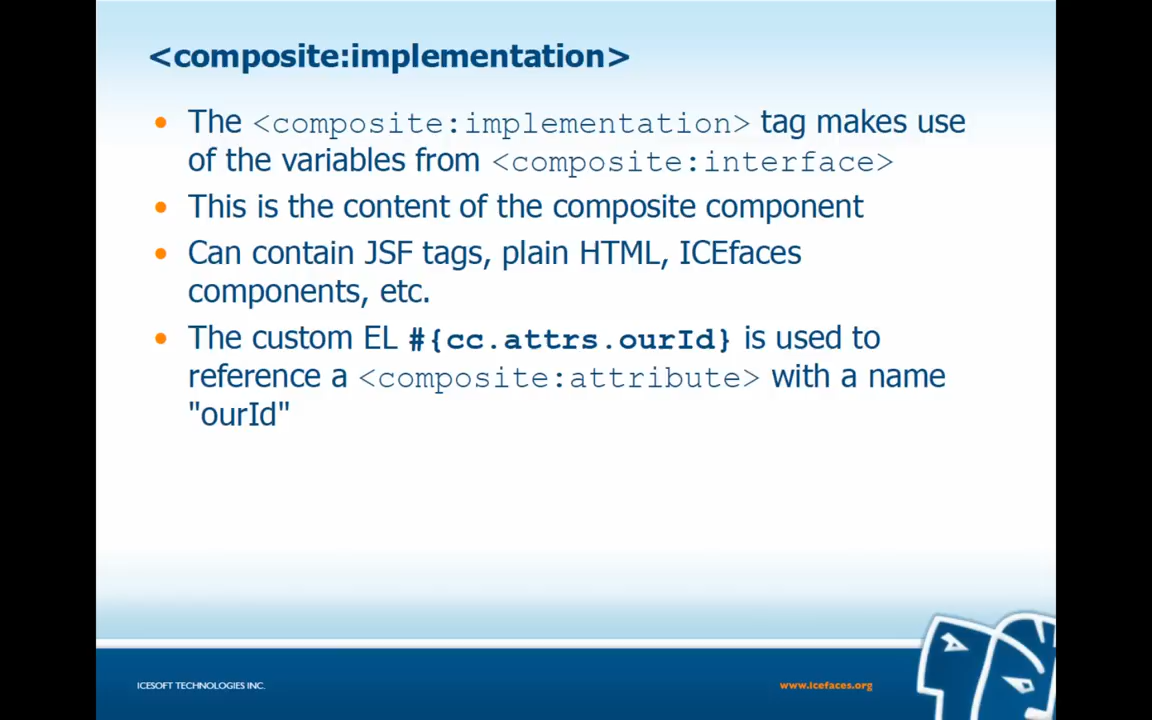 <composite:implementation>
• The <composite:implementation> tag makes use
of the variables from <composite:interface>
• This is the content of the composite component
• Can contain JSF tags, plain HTML, ICEfaces
components, etc.
• The custom EL #{cc.attrs.ourId} is used to
reference a <composite:attribute> with a name
"ourId"
ICESOFT TECHNOLOGIES INC.
www.icefaces.org